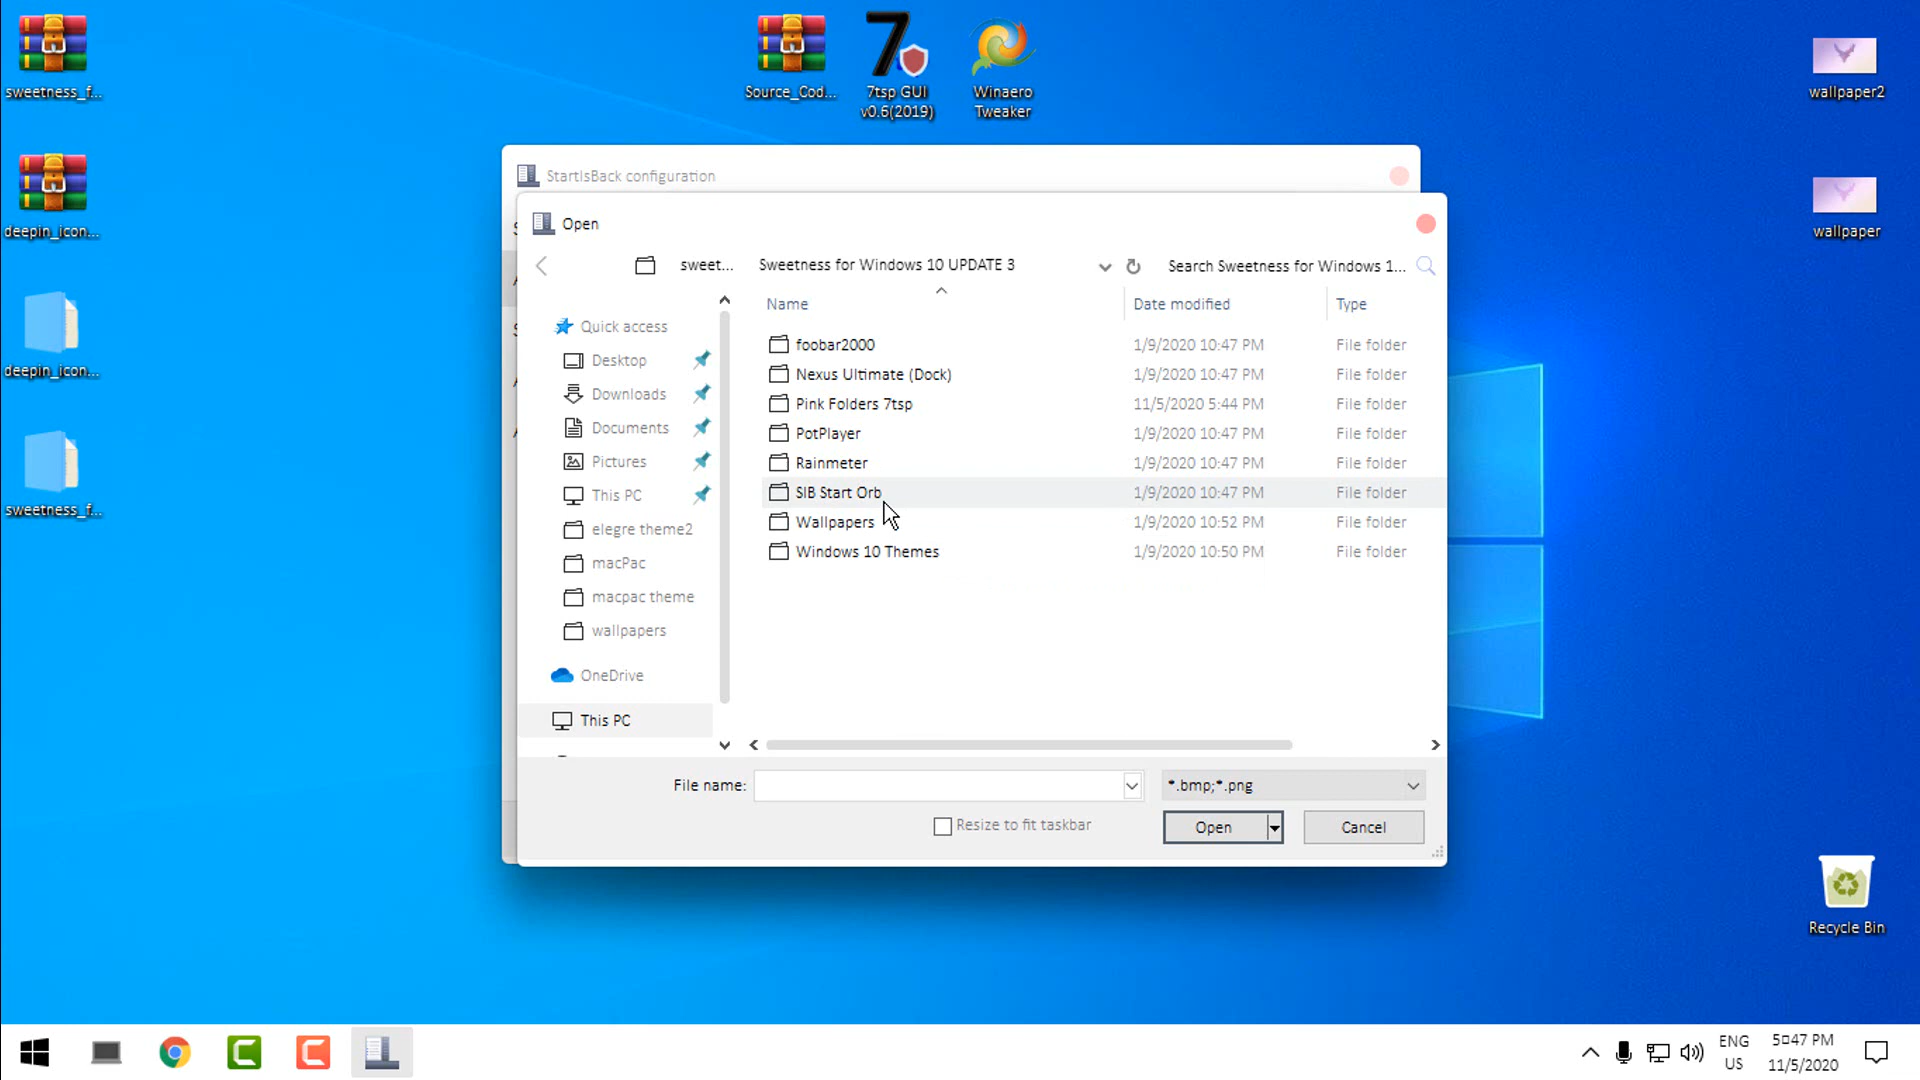 sweetness_f...
deepin_icon...
deepin_icon...
sweetness_f...
Source_Cod...
7tsp GUI
v0.6(2019)
Winaero
Tweaker
wallpaper2
wallpaper
Recycle Bin
StartIsBack configuration
Open
sweet...
Sweetness for Windows 10 UPDATE 3
Search Sweetness for Windows 1...
Quick access
Desktop
Downloads
Documents
Pictures
This PC
elegre theme2
macPac
macpac theme
wallpapers
OneDrive
This PC
Name Date modified Type
foobar2000 1/9/2020 10:47 PM File folder
Nexus Ultimate (Dock) 1/9/2020 10:47 PM File folder
Pink Folders 7tsp 11/5/2020 5:44 PM File folder
PotPlayer 1/9/2020 10:47 PM File folder
Rainmeter 1/9/2020 10:47 PM File folder
SIB Start Orb 1/9/2020 10:47 PM File folder
Wallpapers 1/9/2020 10:52 PM File folder
Windows 10 Themes 1/9/2020 10:50 PM File folder
File name:
*.bmp;*.png
Resize to fit taskbar
Open
Cancel
ENG
US
5□47 PM
11/5/2020